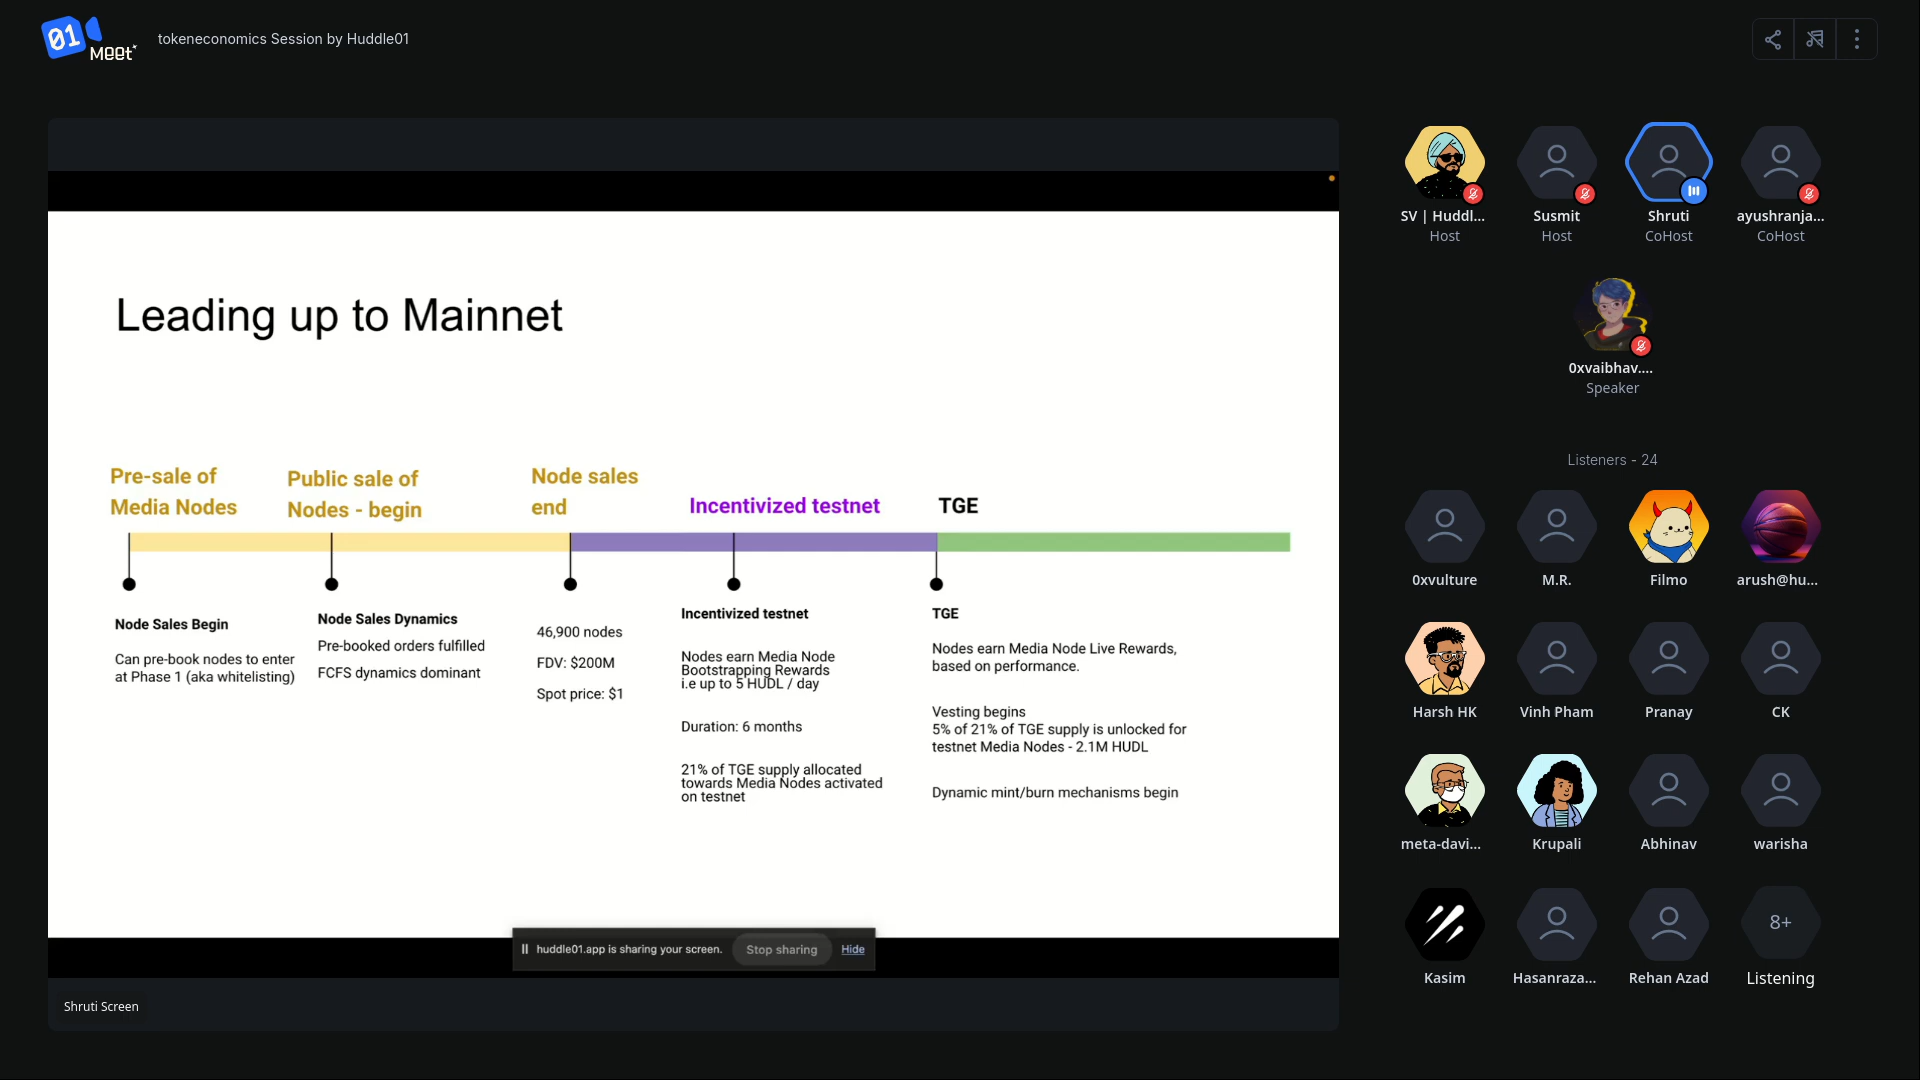 01 Meet
tokeneconomics Session by Huddle01
Leading up to Mainnet
Pre-sale of
Media Nodes
Public sale of
Nodes - begin
Node sales
end
Incentivized testnet
TGE
Node Sales Begin
Can pre-book nodes to enter
at Phase 1 (aka whitelisting)
Node Sales Dynamics
Pre-booked orders fulfilled
FCFS dynamics dominant
46,900 nodes
FDV: $200M
Spot price: $1
Incentivized testnet
Nodes earn Media Node
Bootstrapping Rewards
i.e up to 5 HUDL / day
Duration: 6 months
21% of TGE supply allocated
towards Media Nodes activated
on testnet
TGE
Nodes earn Media Node Live Rewards,
based on performance.
Vesting begins
5% of 21% of TGE supply is unlocked for
testnet Media Nodes - 2.1M HUDL
Dynamic mint/burn mechanisms begin
huddle01.app is sharing your screen. Stop sharing Hide
Shruti Screen
SV | Huddl... Susmit Shruti ayushranja...
Host Host CoHost CoHost
0xvaibhav....
Speaker
Listeners - 24
0xvulture M.R. Filmo arush@hu...
Harsh HK Vinh Pham Pranay CK
meta-davi... Krupali Abhinav warisha
8+
Kasim Hasanraza... Rehan Azad Listening